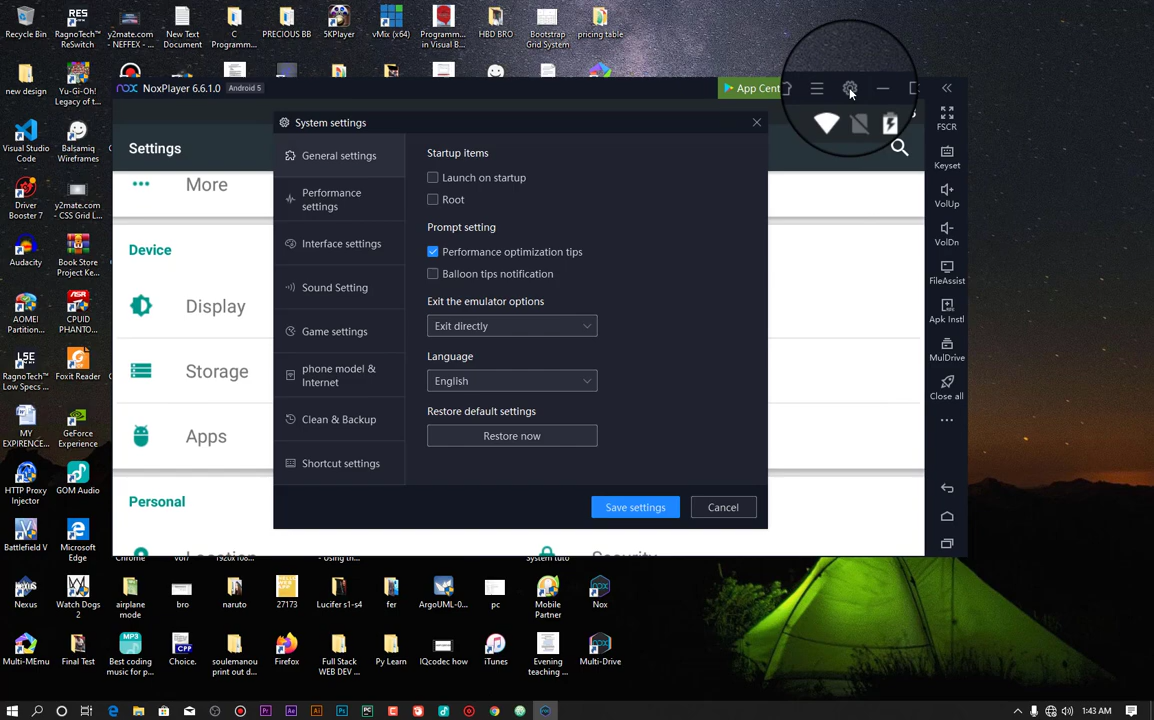 Recycle Bin
RagnoTech™ ReSwitch
y2mate.com - NEFFEX - ...
New Text Document
C Programm...
PRECIOUS BB
5KPlayer
vMix (x64)
Programm... in Visual B...
HBD BRO
Bootstrap Grid System
pricing table
new design
Yu-Gi-Oh! Legacy of t...
NoxPlayer 6.6.1.0
Android 5
App Cent
FSCR
Keyset
VolUp
VolDn
FileAssist
Apk Instl
MulDrive
Close all
Settings
More
Device
Display
Storage
Apps
Personal
Location
Security
System settings
General settings
Performance settings
Interface settings
Sound Setting
Game settings
phone model & Internet
Clean & Backup
Shortcut settings
Startup items
Launch on startup
Root
Prompt setting
Performance optimization tips
Balloon tips notification
Exit the emulator options
Exit directly
Language
English
Restore default settings
Restore now
Save settings
Cancel
Visual Studio Code
Balsamiq Wireframes
Driver Booster 7
y2mate.com - CSS Grid L...
Audacity
Book Store Project Ke...
AOMEI Partition...
CPUID PHANTO...
RagnoTech™ Low Specs ...
Foxit Reader
MY EXPIRENCE...
GeForce Experience
HTTP Proxy Injector
GOM Audio
Battlefield V
Microsoft Edge
Chrome
- Using th...
System tuto
Nexus
Watch Dogs 2
airplane mode
bro
naruto
27173
Lucifer s1-s4
fer
ArgoUML-0...
pc
Mobile Partner
Nox
Multi-MEmu
Final Test
Best coding music for p...
Choice.
soulemanou print out d...
Firefox
Full Stack WEB DEV ...
Py Learn
IQcodec how
iTunes
Evening teaching ...
Multi-Drive
1:43 AM